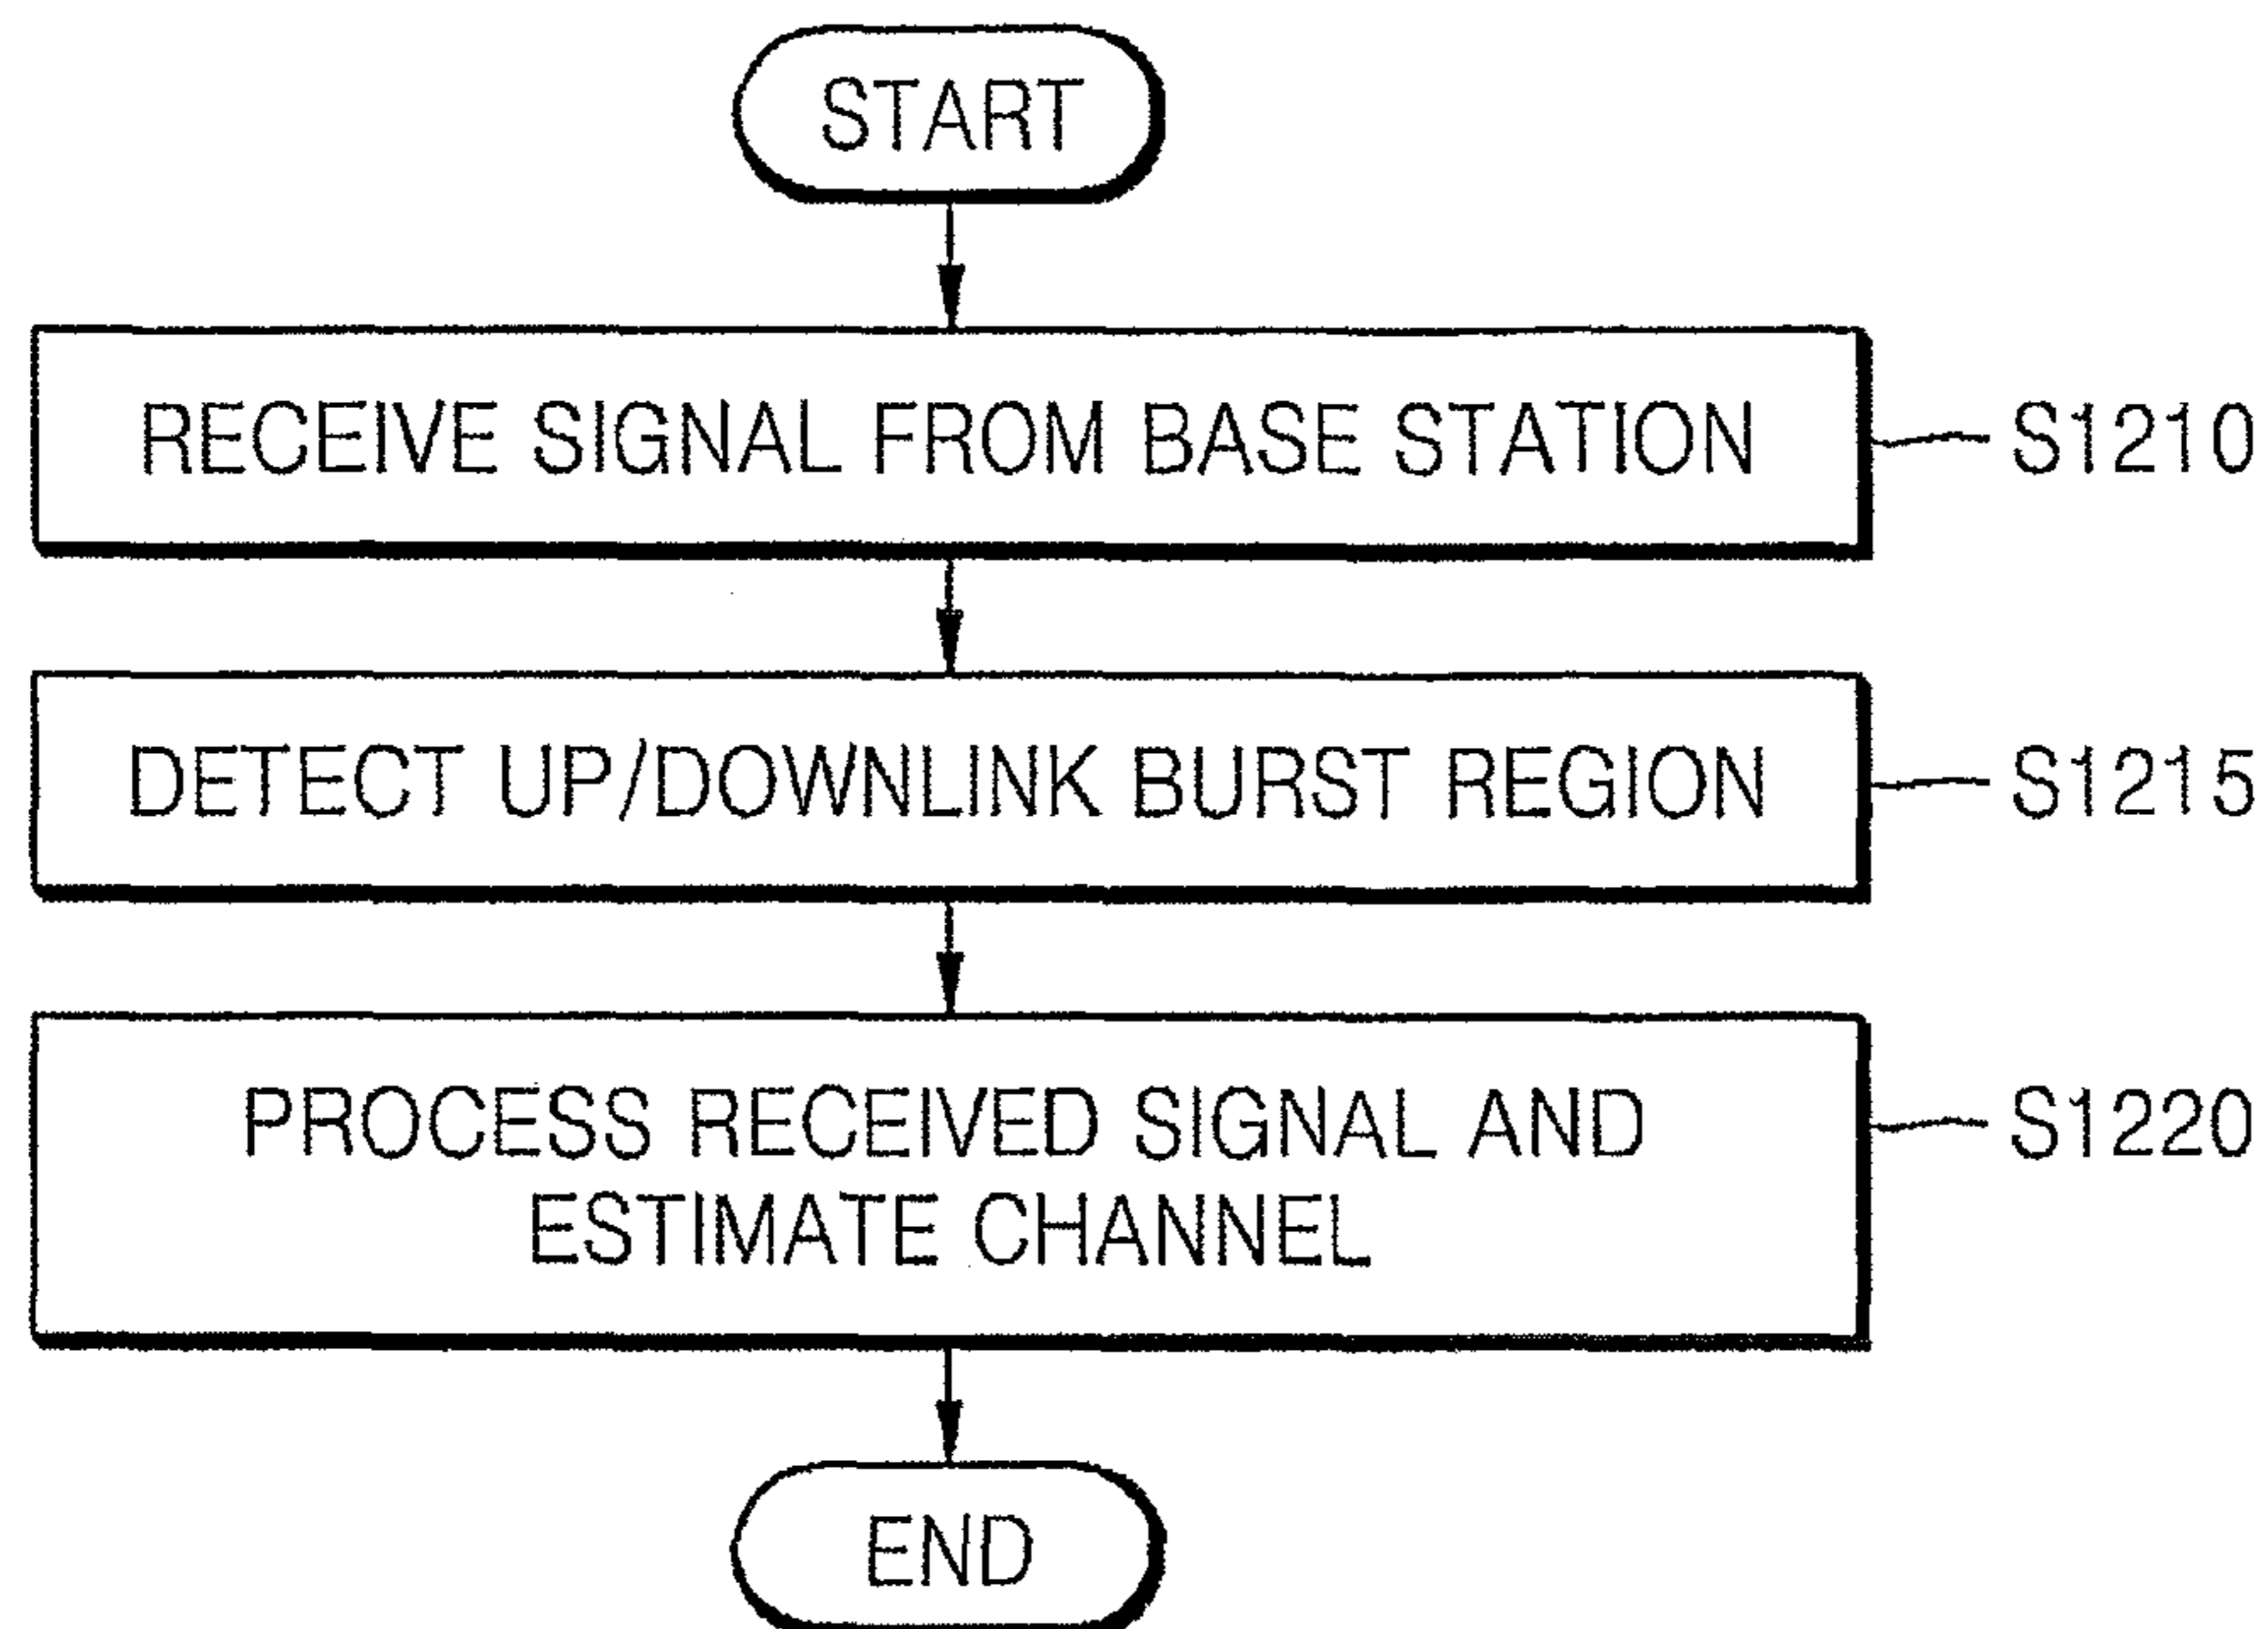 START
RECEIVE SIGNAL FROM BASE STATION
S1210
DETECT UP/DOWNLINK BURST REGION
S1215
PROCESS RECEIVED SIGNAL AND
ESTIMATE CHANNEL
S1220
END